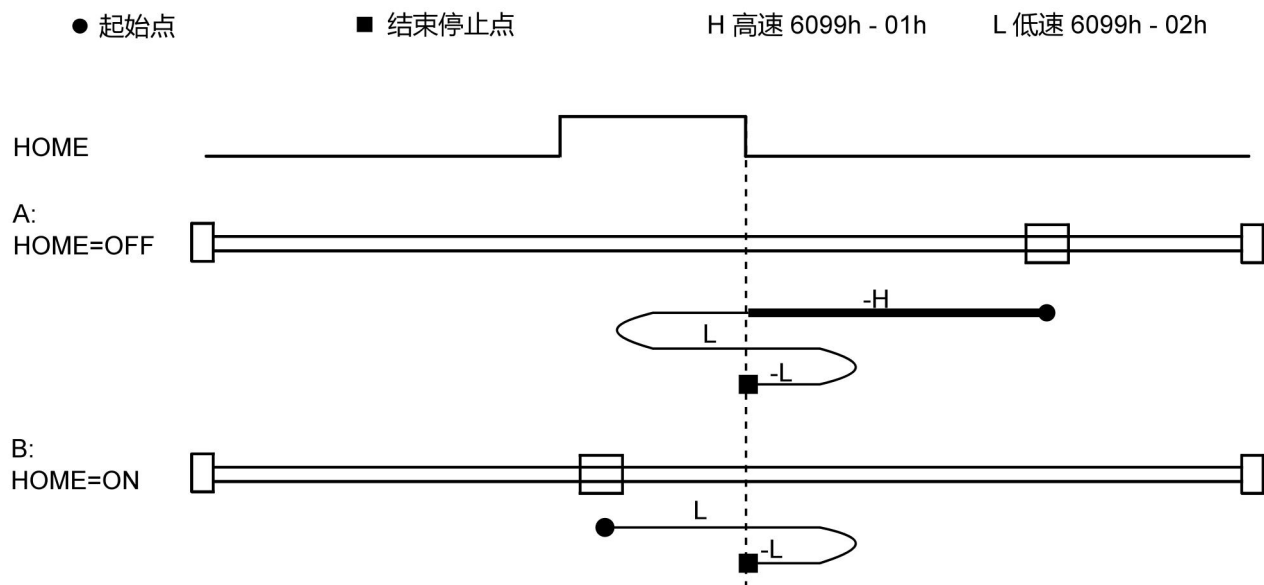 ● 起始点 ■ 结束停止点 H 高速 6099h - 01h L 低速 6099h - 02h
HOME
A:
HOME=OFF
-H
L
-L
B:
HOME=ON
L
-L